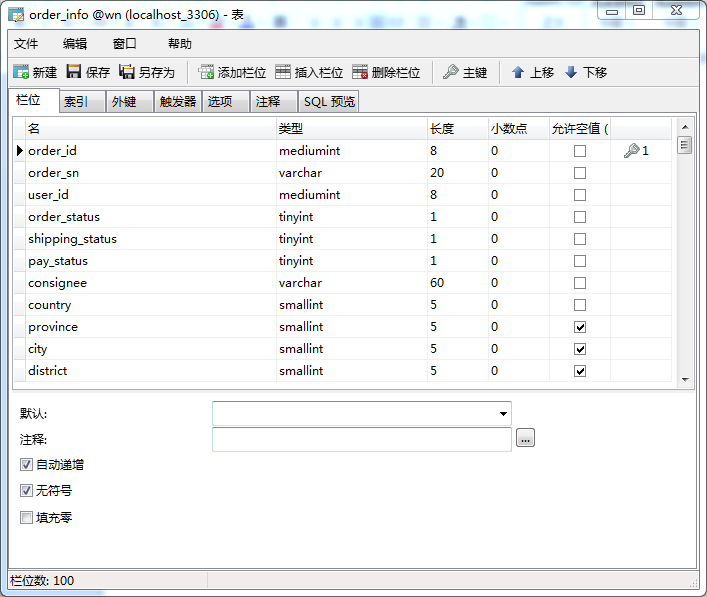 order_info @wn (localhost_3306) - 表
文件 编辑 窗口 帮助
新建 保存 另存为 添加栏位 插入栏位 删除栏位 主键 上移 下移
栏位 索引 外键 触发器 选项 注释 SQL 预览
名 类型 长度 小数点 允许空值 (
order_id mediumint 8 0 1
order_sn varchar 20 0
user_id mediumint 8 0
order_status tinyint 1 0
shipping_status tinyint 1 0
pay_status tinyint 1 0
consignee varchar 60 0
country smallint 5 0
province smallint 5 0
city smallint 5 0
district smallint 5 0
默认:
注释:
...
自动递增
无符号
填充零
栏位数: 100